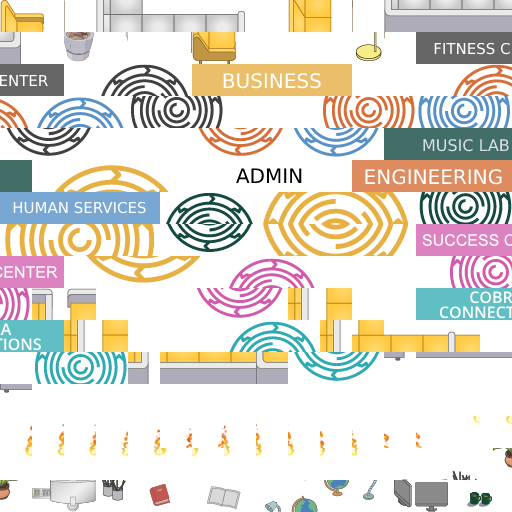 FITNESS C
ENTER
BUSINESS
MUSIC LAB
ADMIN
ENGINEERING
HUMAN SERVICES
SUCCESS C
CENTER
COBR
CONNECT
A
TIONS